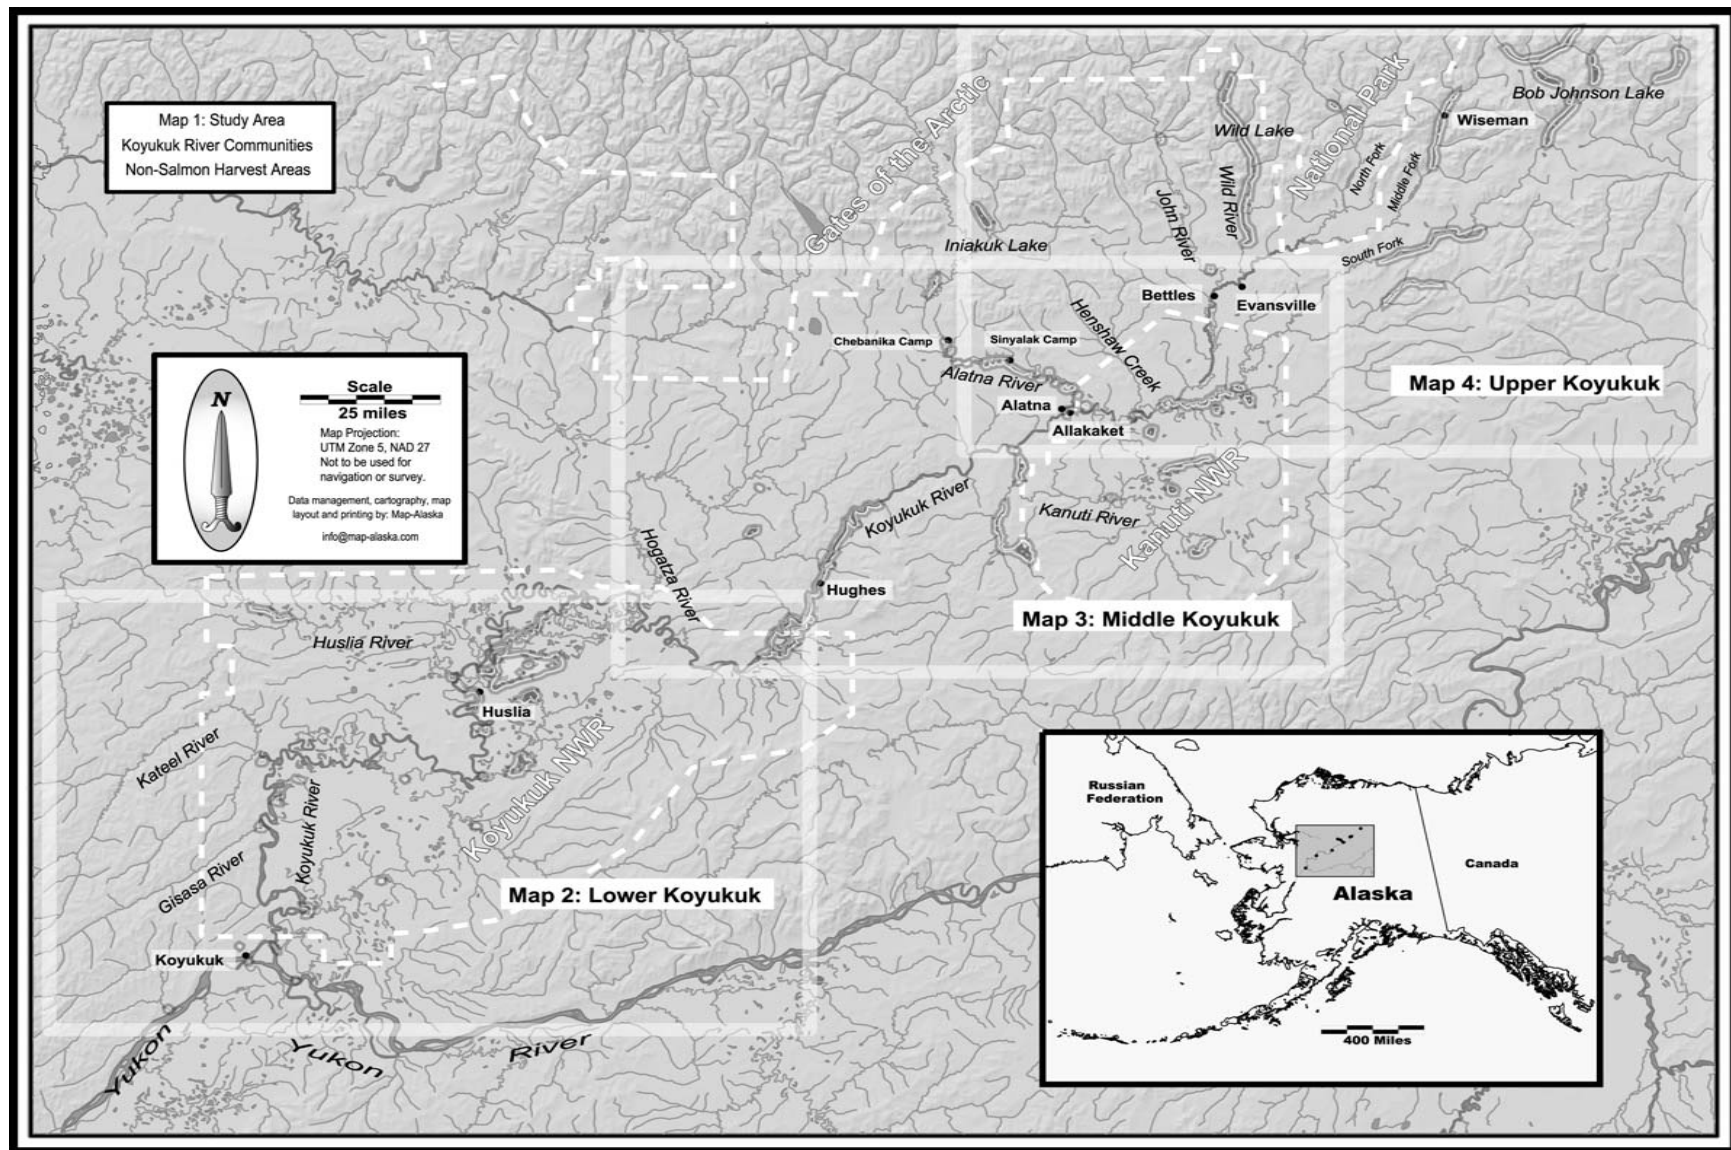 Map 1: Study Area
Koyukuk River Communities
Non-Salmon Harvest Areas
Gates of the Arctic
National Park
Bob Johnson Lake
Wiseman
Wild Lake
North Fork
Middle Fork
Wild River
John River
South Fork
Iniakuk Lake
Bettles
Evansville
Henshaw Creek
Chebanika Camp
Sinyalak Camp
Alatna River
Alatna
Allakaket
Map 4: Upper Koyukuk
N
Scale
25 miles
Map Projection:
UTM Zone 5, NAD 27
Not to be used for
navigation or survey.
Data management, cartography, map
layout and printing by: Map-Alaska
info@map-alaska.com
Koyukuk River
Kanuti River
Kanuti NWR
Hogatza River
Hughes
Map 3: Middle Koyukuk
Huslia River
Huslia
Koyukuk NWR
Kateel River
Koyukuk River
Gisasa River
Map 2: Lower Koyukuk
Koyukuk
Yukon
Yukon
River
Russian
Federation
Canada
Alaska
400 Miles